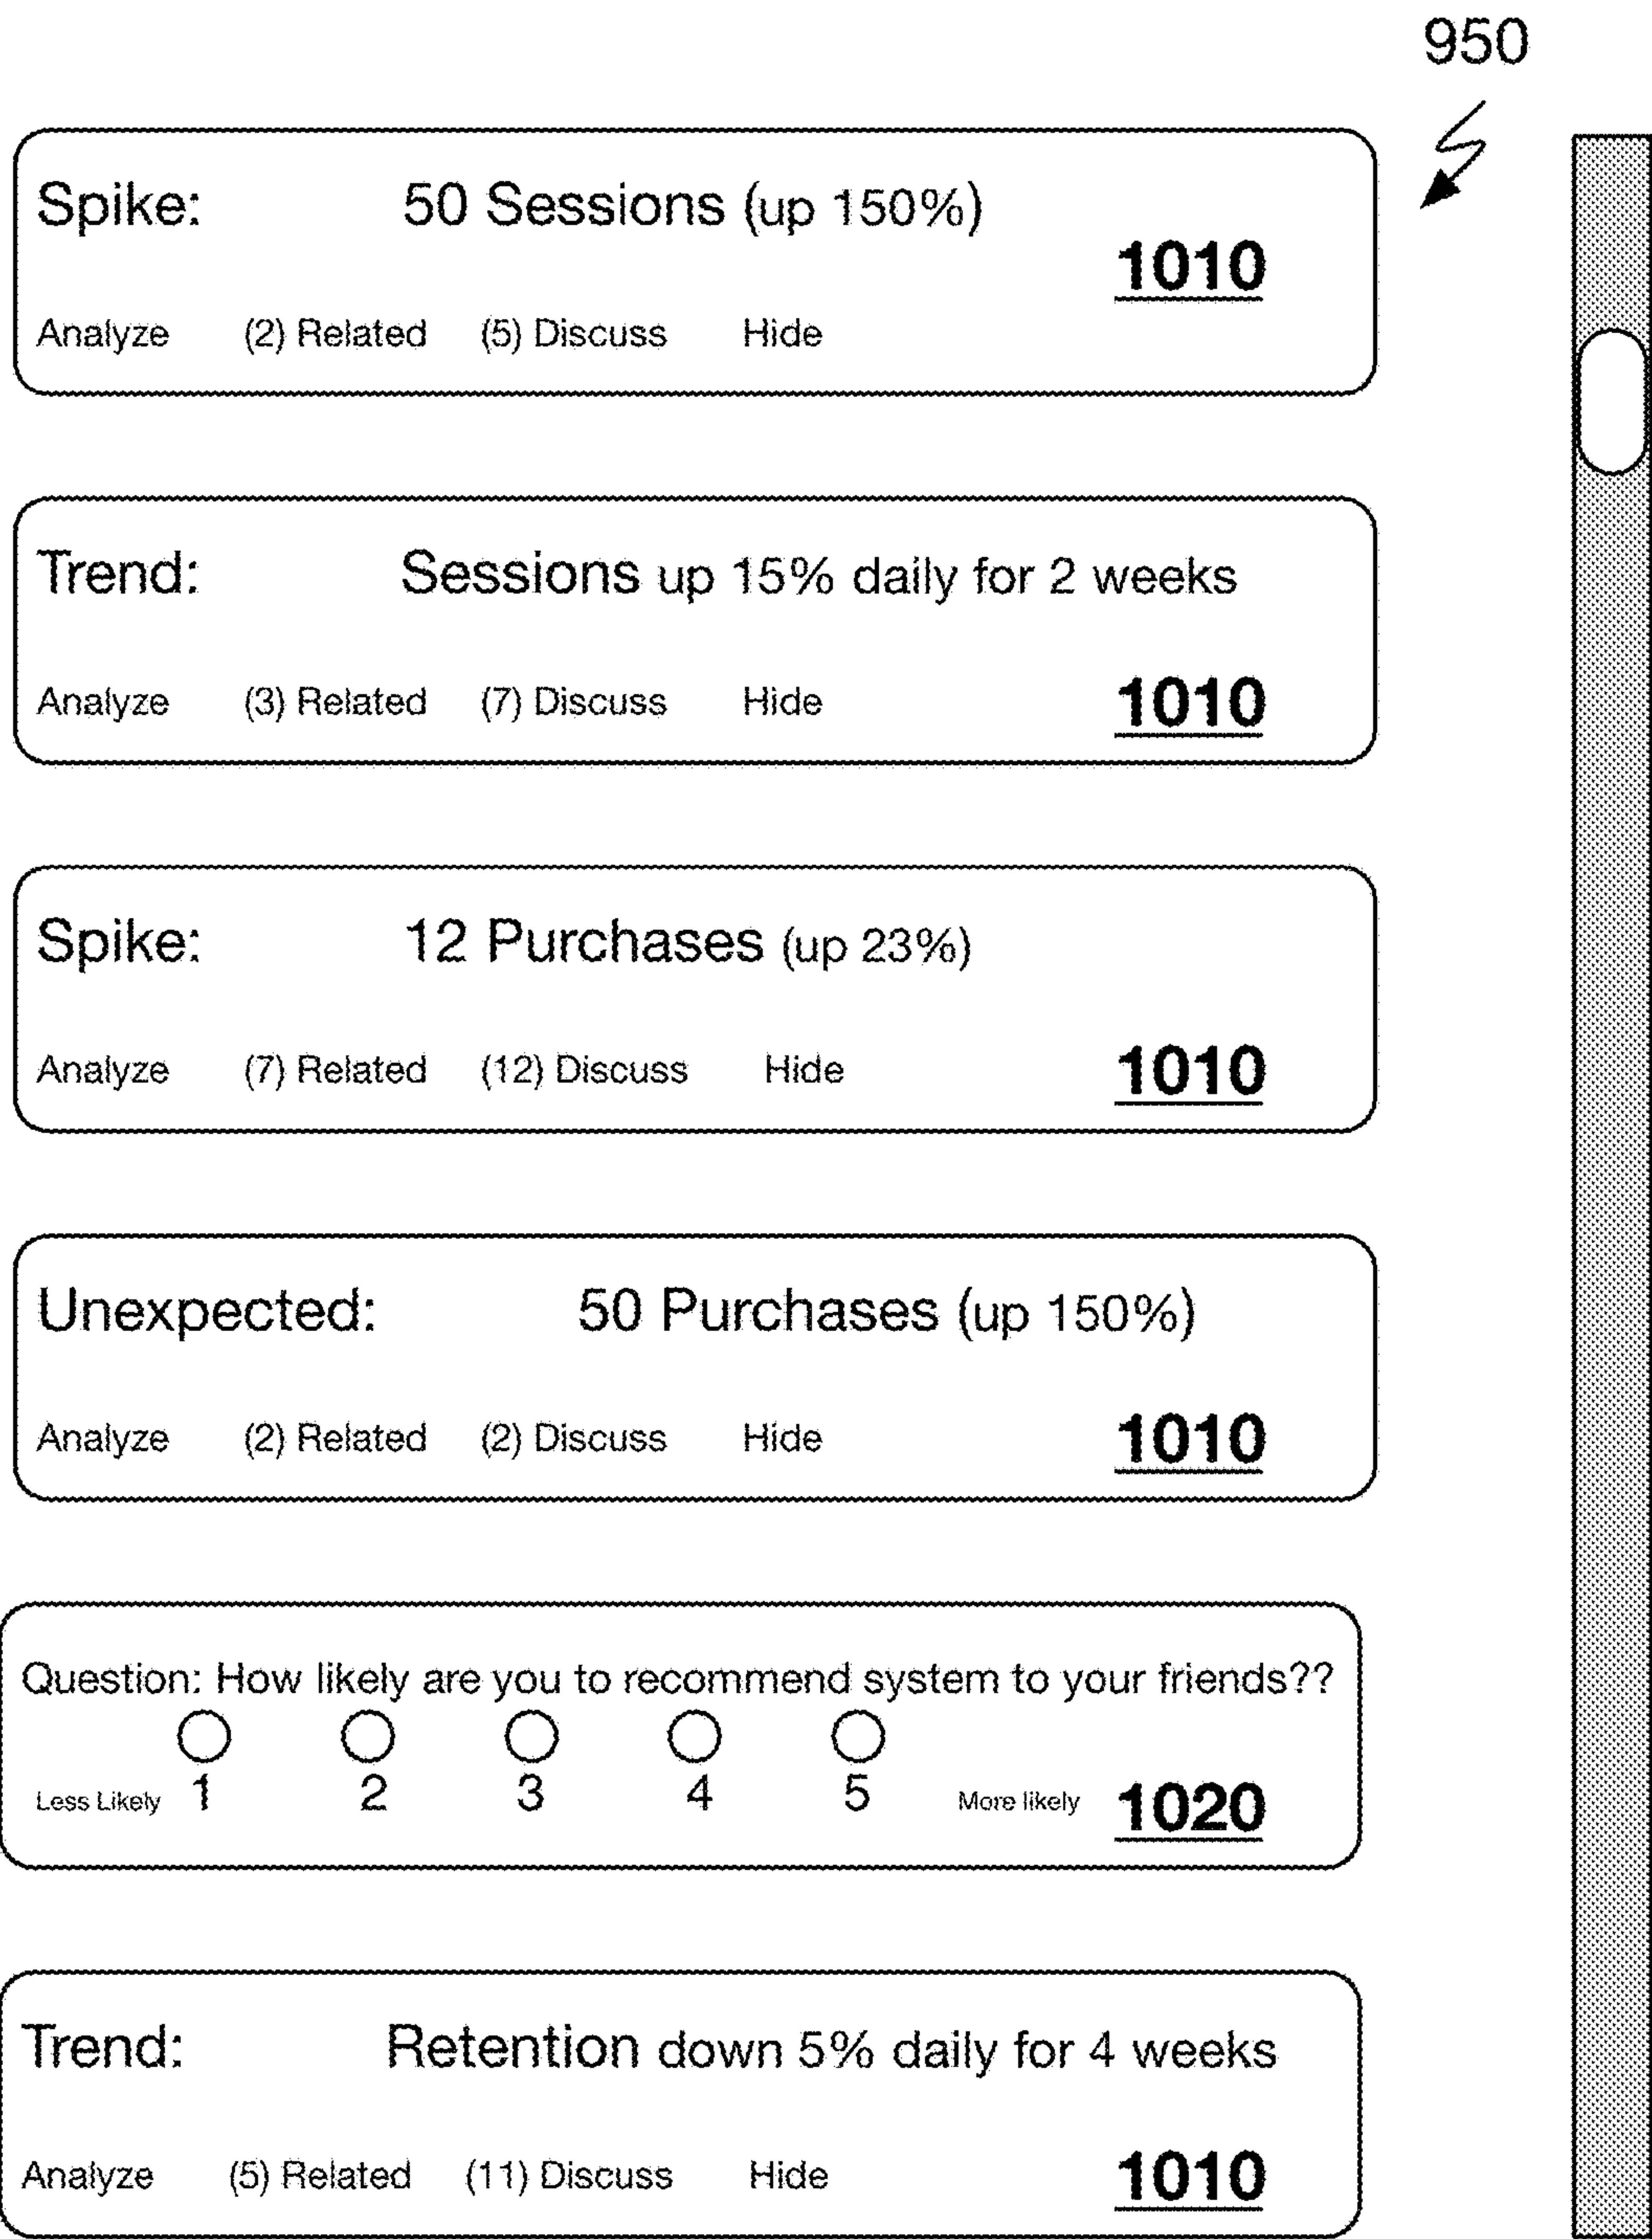 950
Spike: 50 Sessions (up 150%)
1010
Analyze (2) Related (5) Discuss Hide
Trend: Sessions up 15% daily for 2 weeks
Analyze (3) Related (7) Discuss Hide 1010
Spike: 12 Purchases (up 23%)
Analyze (7) Related (12) Discuss Hide 1010
Unexpected: 50 Purchases (up 150%)
Analyze (2) Related (2) Discuss Hide 1010
Question: How likely are you to recommend system to your friends??
Less Likely 1 2 3 4 5 More likely 1020
Trend: Retention down 5% daily for 4 weeks
Analyze (5) Related (11) Discuss Hide 1010